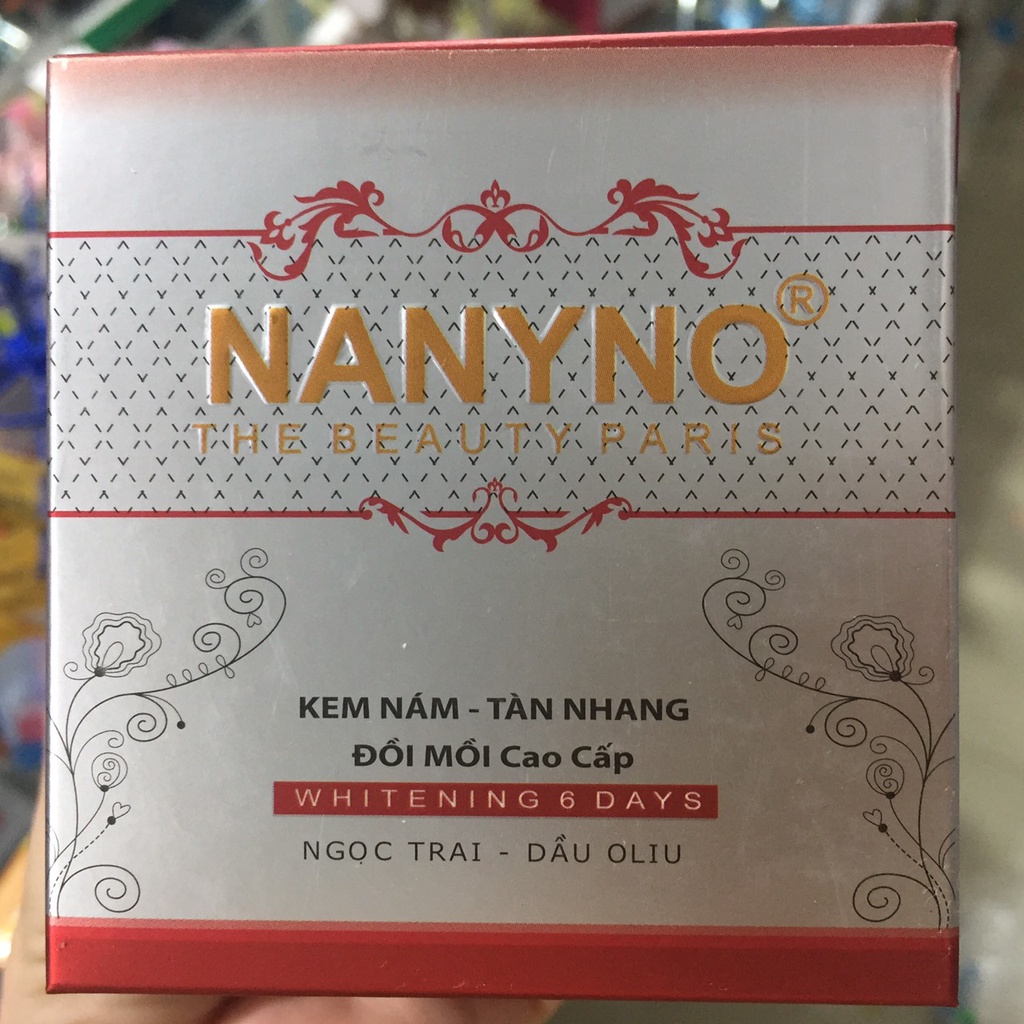 NANYNO®
THE BEAUTY PARIS
KEM NÁM - TÀN NHANG
ĐỒI MỒI Cao Cấp
WHITENING 6 DAYS
NGỌC TRAI - DẦU OLIU